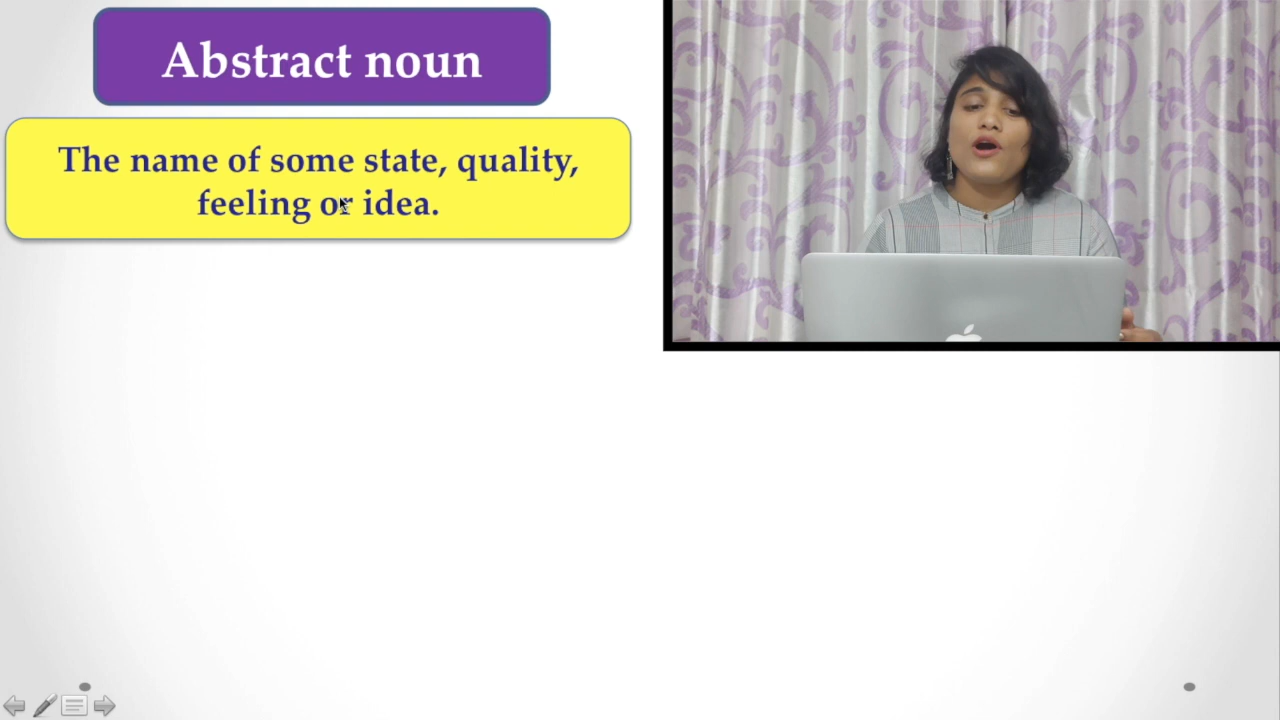 Abstract noun
The name of some state, quality,
feeling or idea.